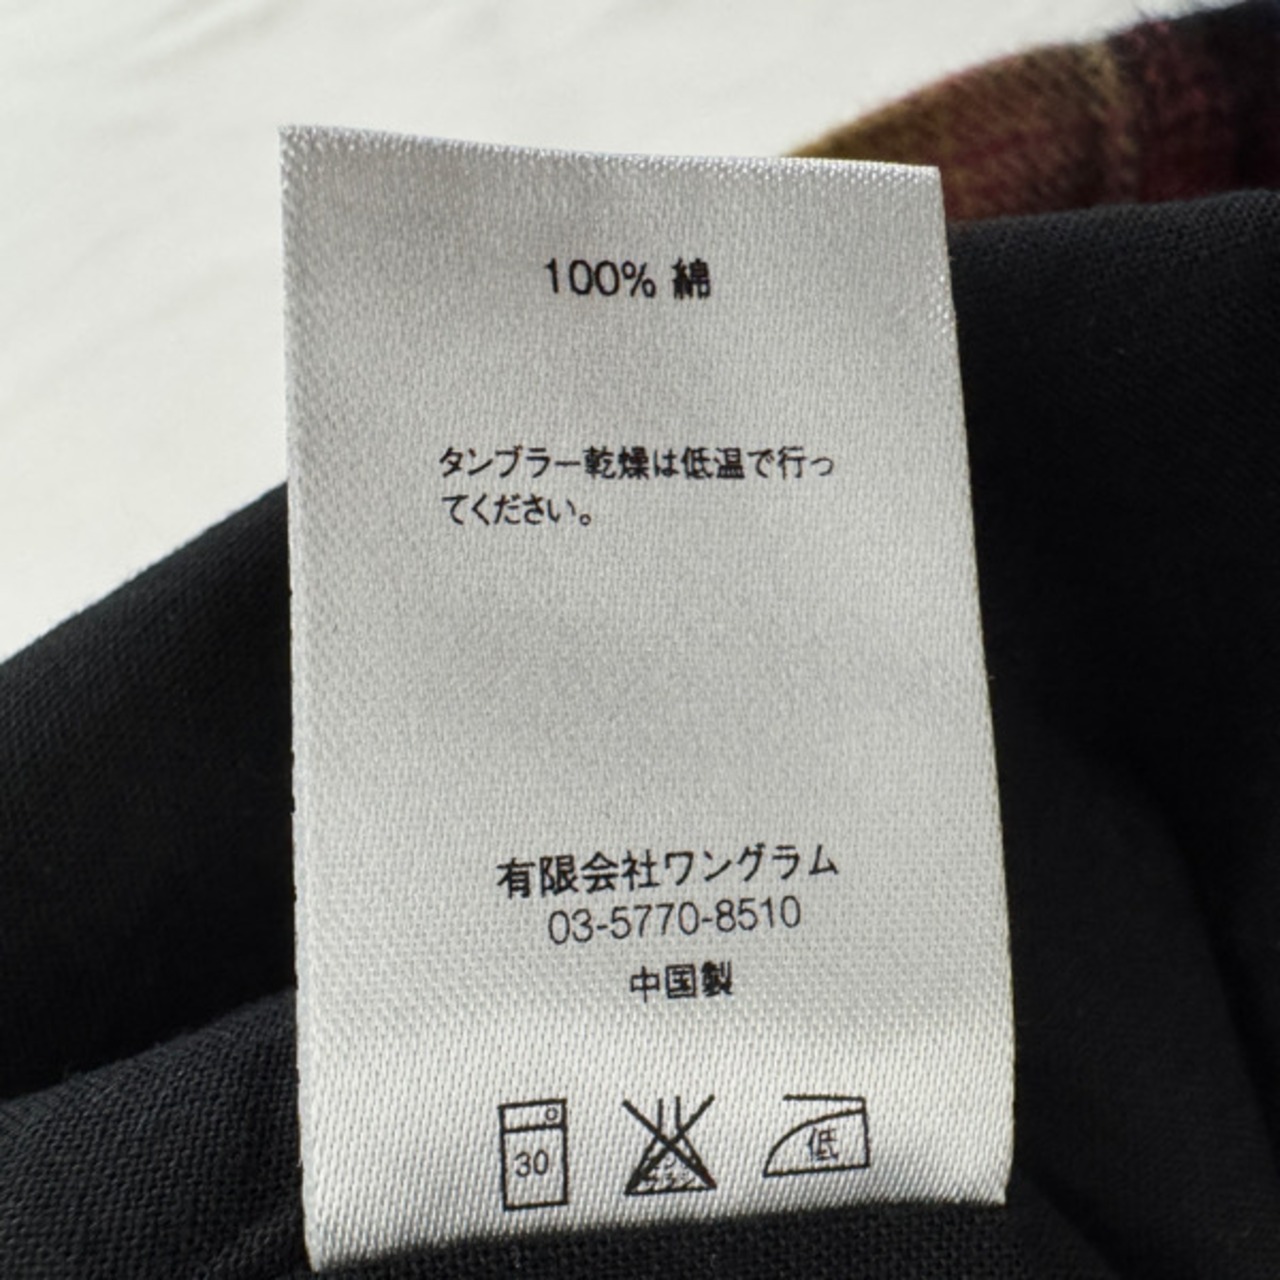 100% 綿
タンブラー乾燥は低温で行っ
てください。
有限会社ワングラム
03-5770-8510
中国製
30
低